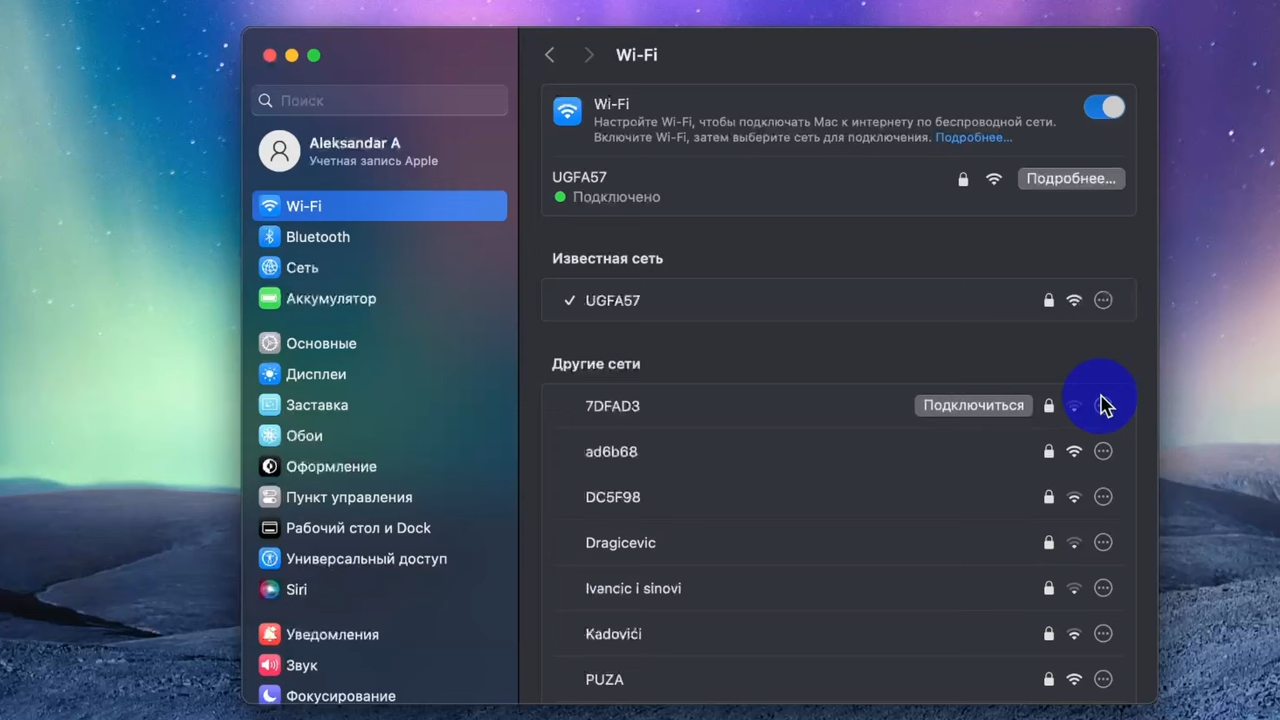 Wi-Fi
Поиск
Aleksandar A
Учетная запись Apple
Wi-Fi
Bluetooth
Сеть
Аккумулятор
Основные
Дисплеи
Заставка
Обои
Оформление
Пункт управления
Рабочий стол и Dock
Универсальный доступ
Siri
Уведомления
Звук
Фокусирование
Wi-Fi
Настройте Wi-Fi, чтобы подключать Mac к интернету по беспроводной сети.
Включите Wi-Fi, затем выберите сеть для подключения. Подробнее...
UGFA57
Подробнее...
Подключено
Известная сеть
UGFA57
Другие сети
7DFAD3
Подключиться
ad6b68
DC5F98
Dragicevic
Ivancic i sinovi
Kadovići
PUZA